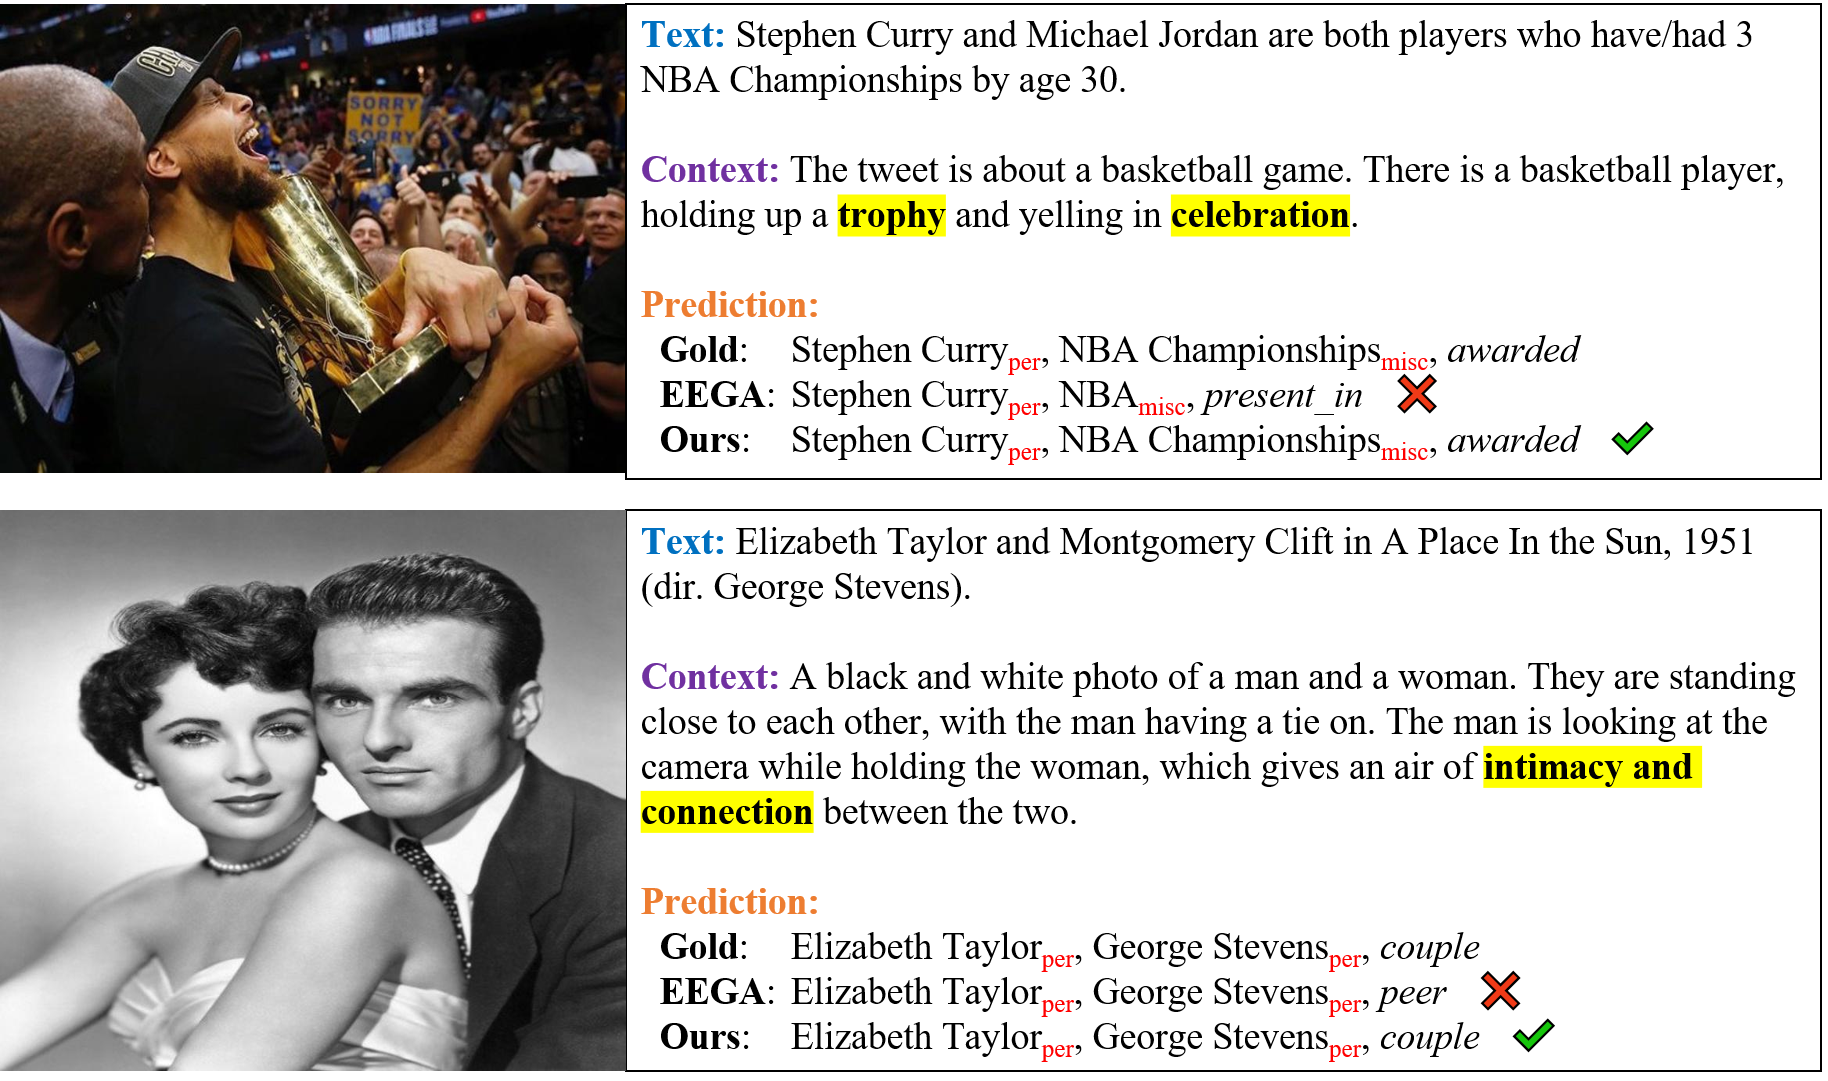 NBA FINALS
SORRY
NOT
SORRY
Text: Stephen Curry and Michael Jordan are both players who have/had 3
NBA Championships by age 30.
Context: The tweet is about a basketball game. There is a basketball player,
holding up a trophy and yelling in celebration.
Prediction:
Gold: Stephen Curry per, NBA Championships misc, awarded
EEGA: Stephen Curry per, NBA misc, present_in
Ours: Stephen Curry per, NBA Championships misc, awarded
Text: Elizabeth Taylor and Montgomery Clift in A Place In the Sun, 1951
(dir. George Stevens).
Context: A black and white photo of a man and a woman. They are standing
close to each other, with the man having a tie on. The man is looking at the
camera while holding the woman, which gives an air of intimacy and
connection between the two.
Prediction:
Gold: Elizabeth Taylor per, George Stevens per, couple
EEGA: Elizabeth Taylor per, George Stevens per, peer
Ours: Elizabeth Taylor per, George Stevens per, couple